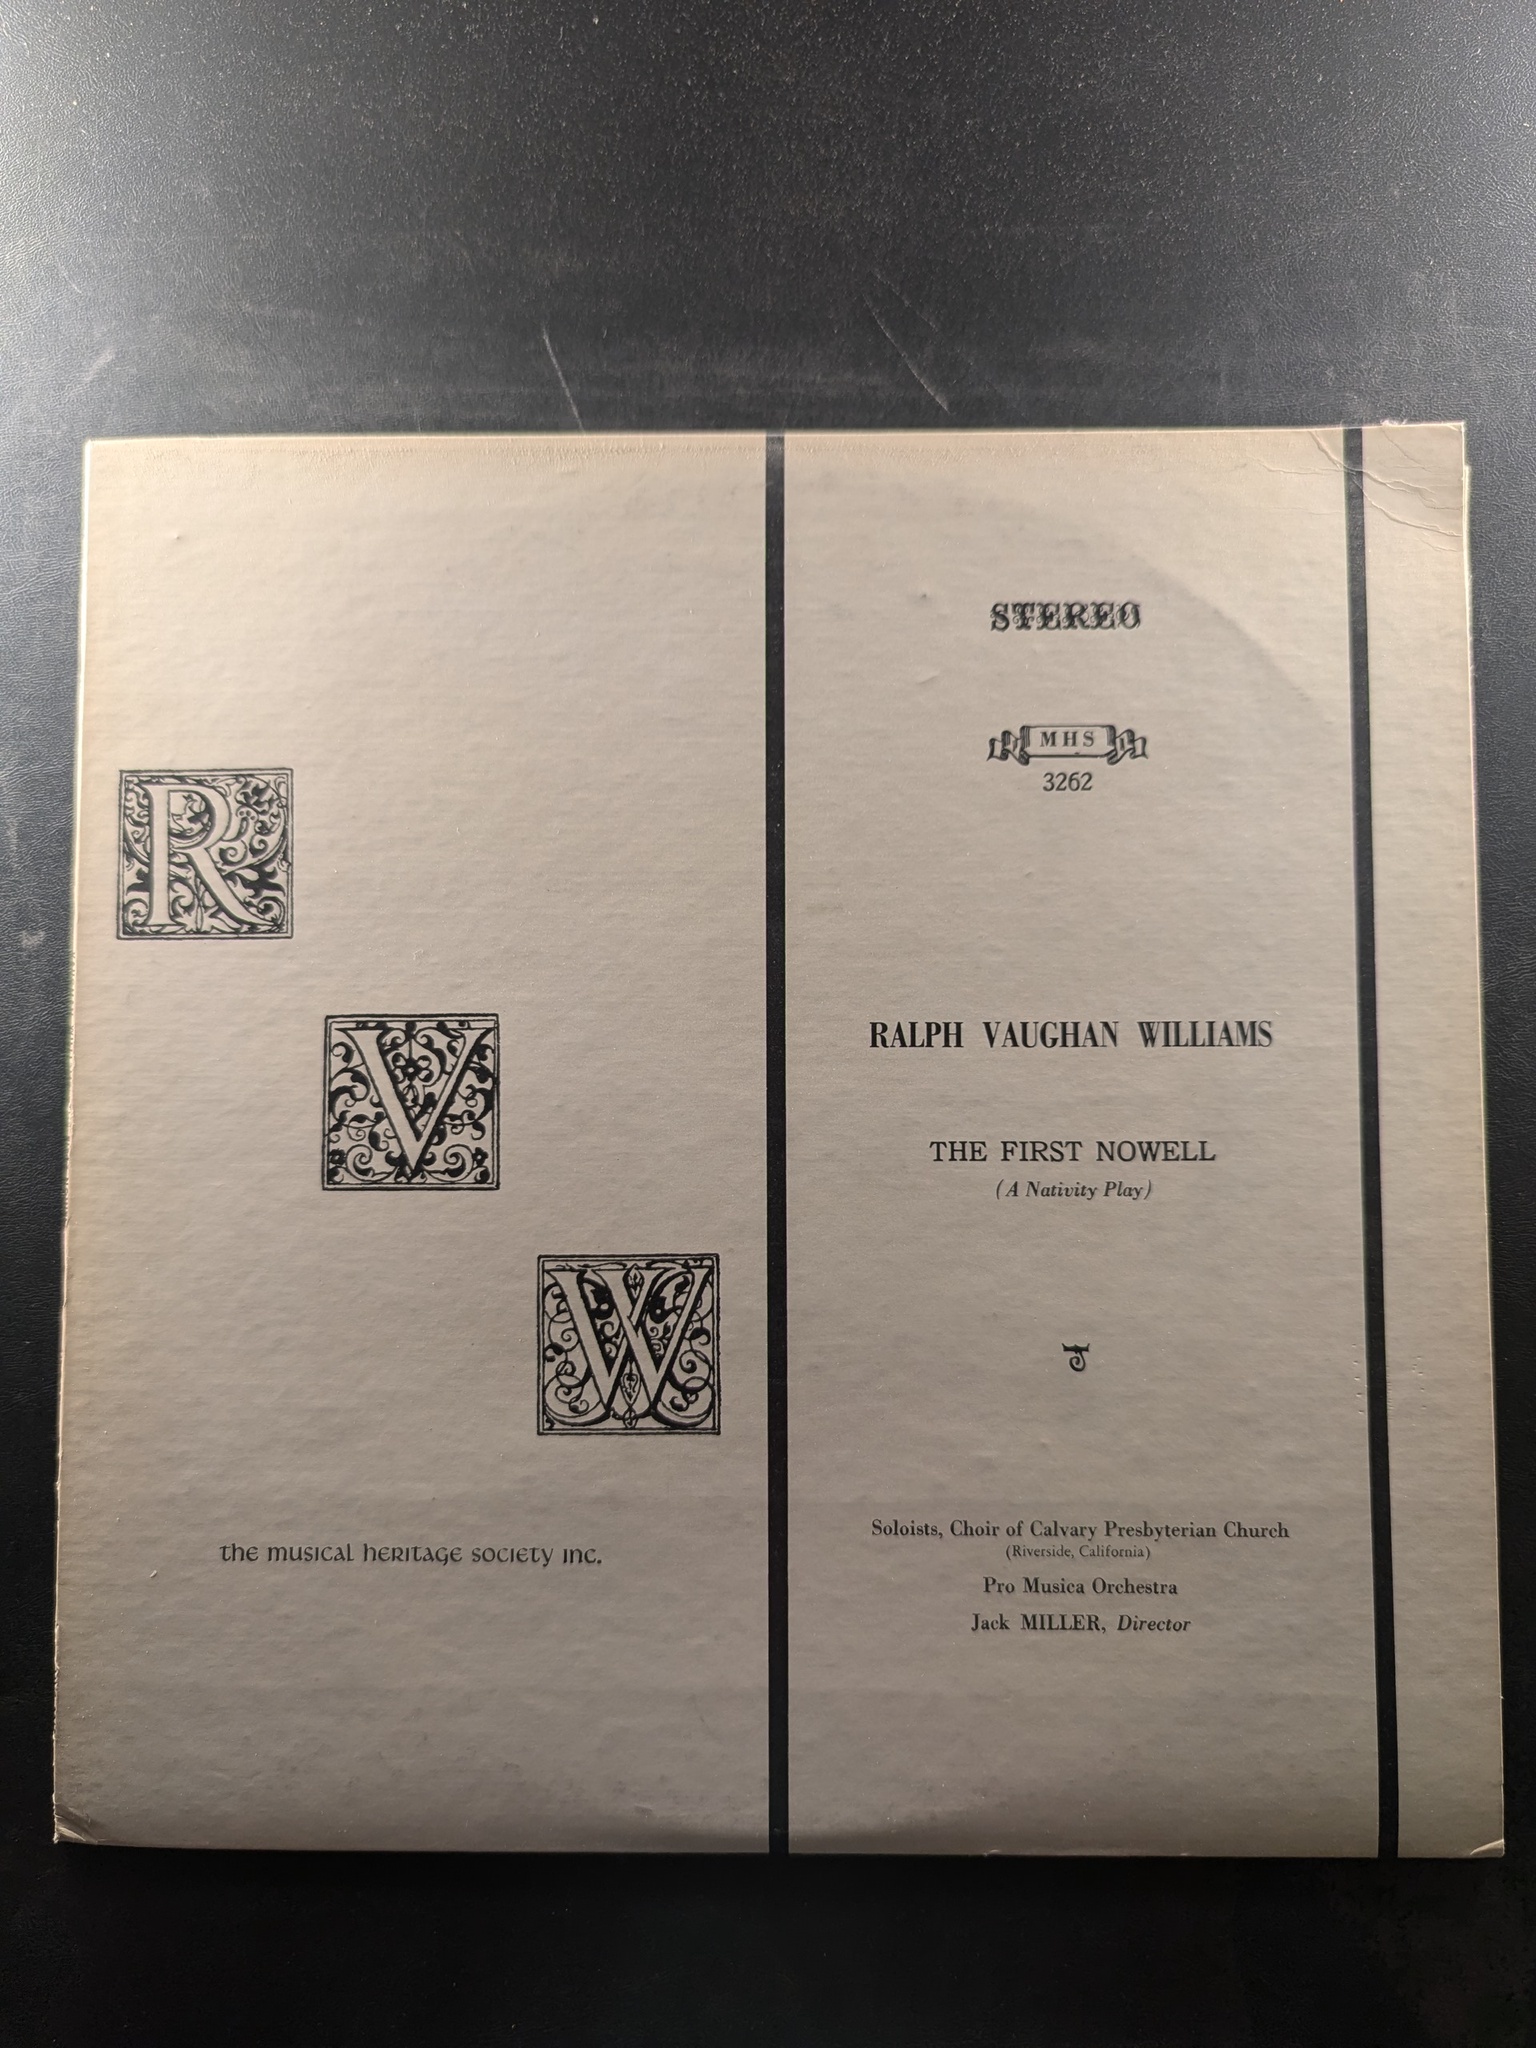 R
V
W
the musical heritage society inc.
STEREO
MHS
3262
RALPH VAUGHAN WILLIAMS
THE FIRST NOWELL
(A Nativity Play)
Soloists, Choir of Calvary Presbyterian Church
(Riverside, California)
Pro Musica Orchestra
Jack MILLER, Director